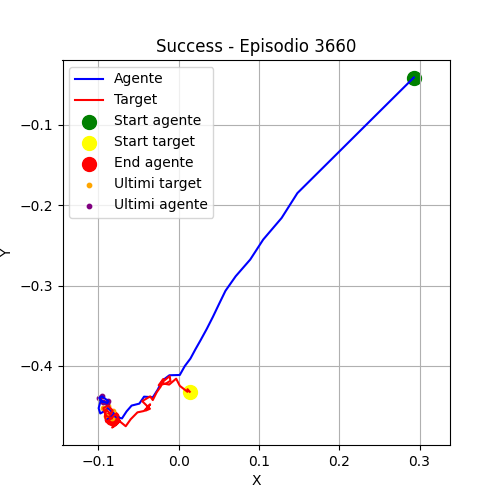 Success - Episodio 3660
Agente
Target
Start agente
Start target
End agente
Ultimi target
Ultimi agente
Y
−0.1
−0.2
−0.3
−0.4
−0.1
0.0
0.1
0.2
0.3
X